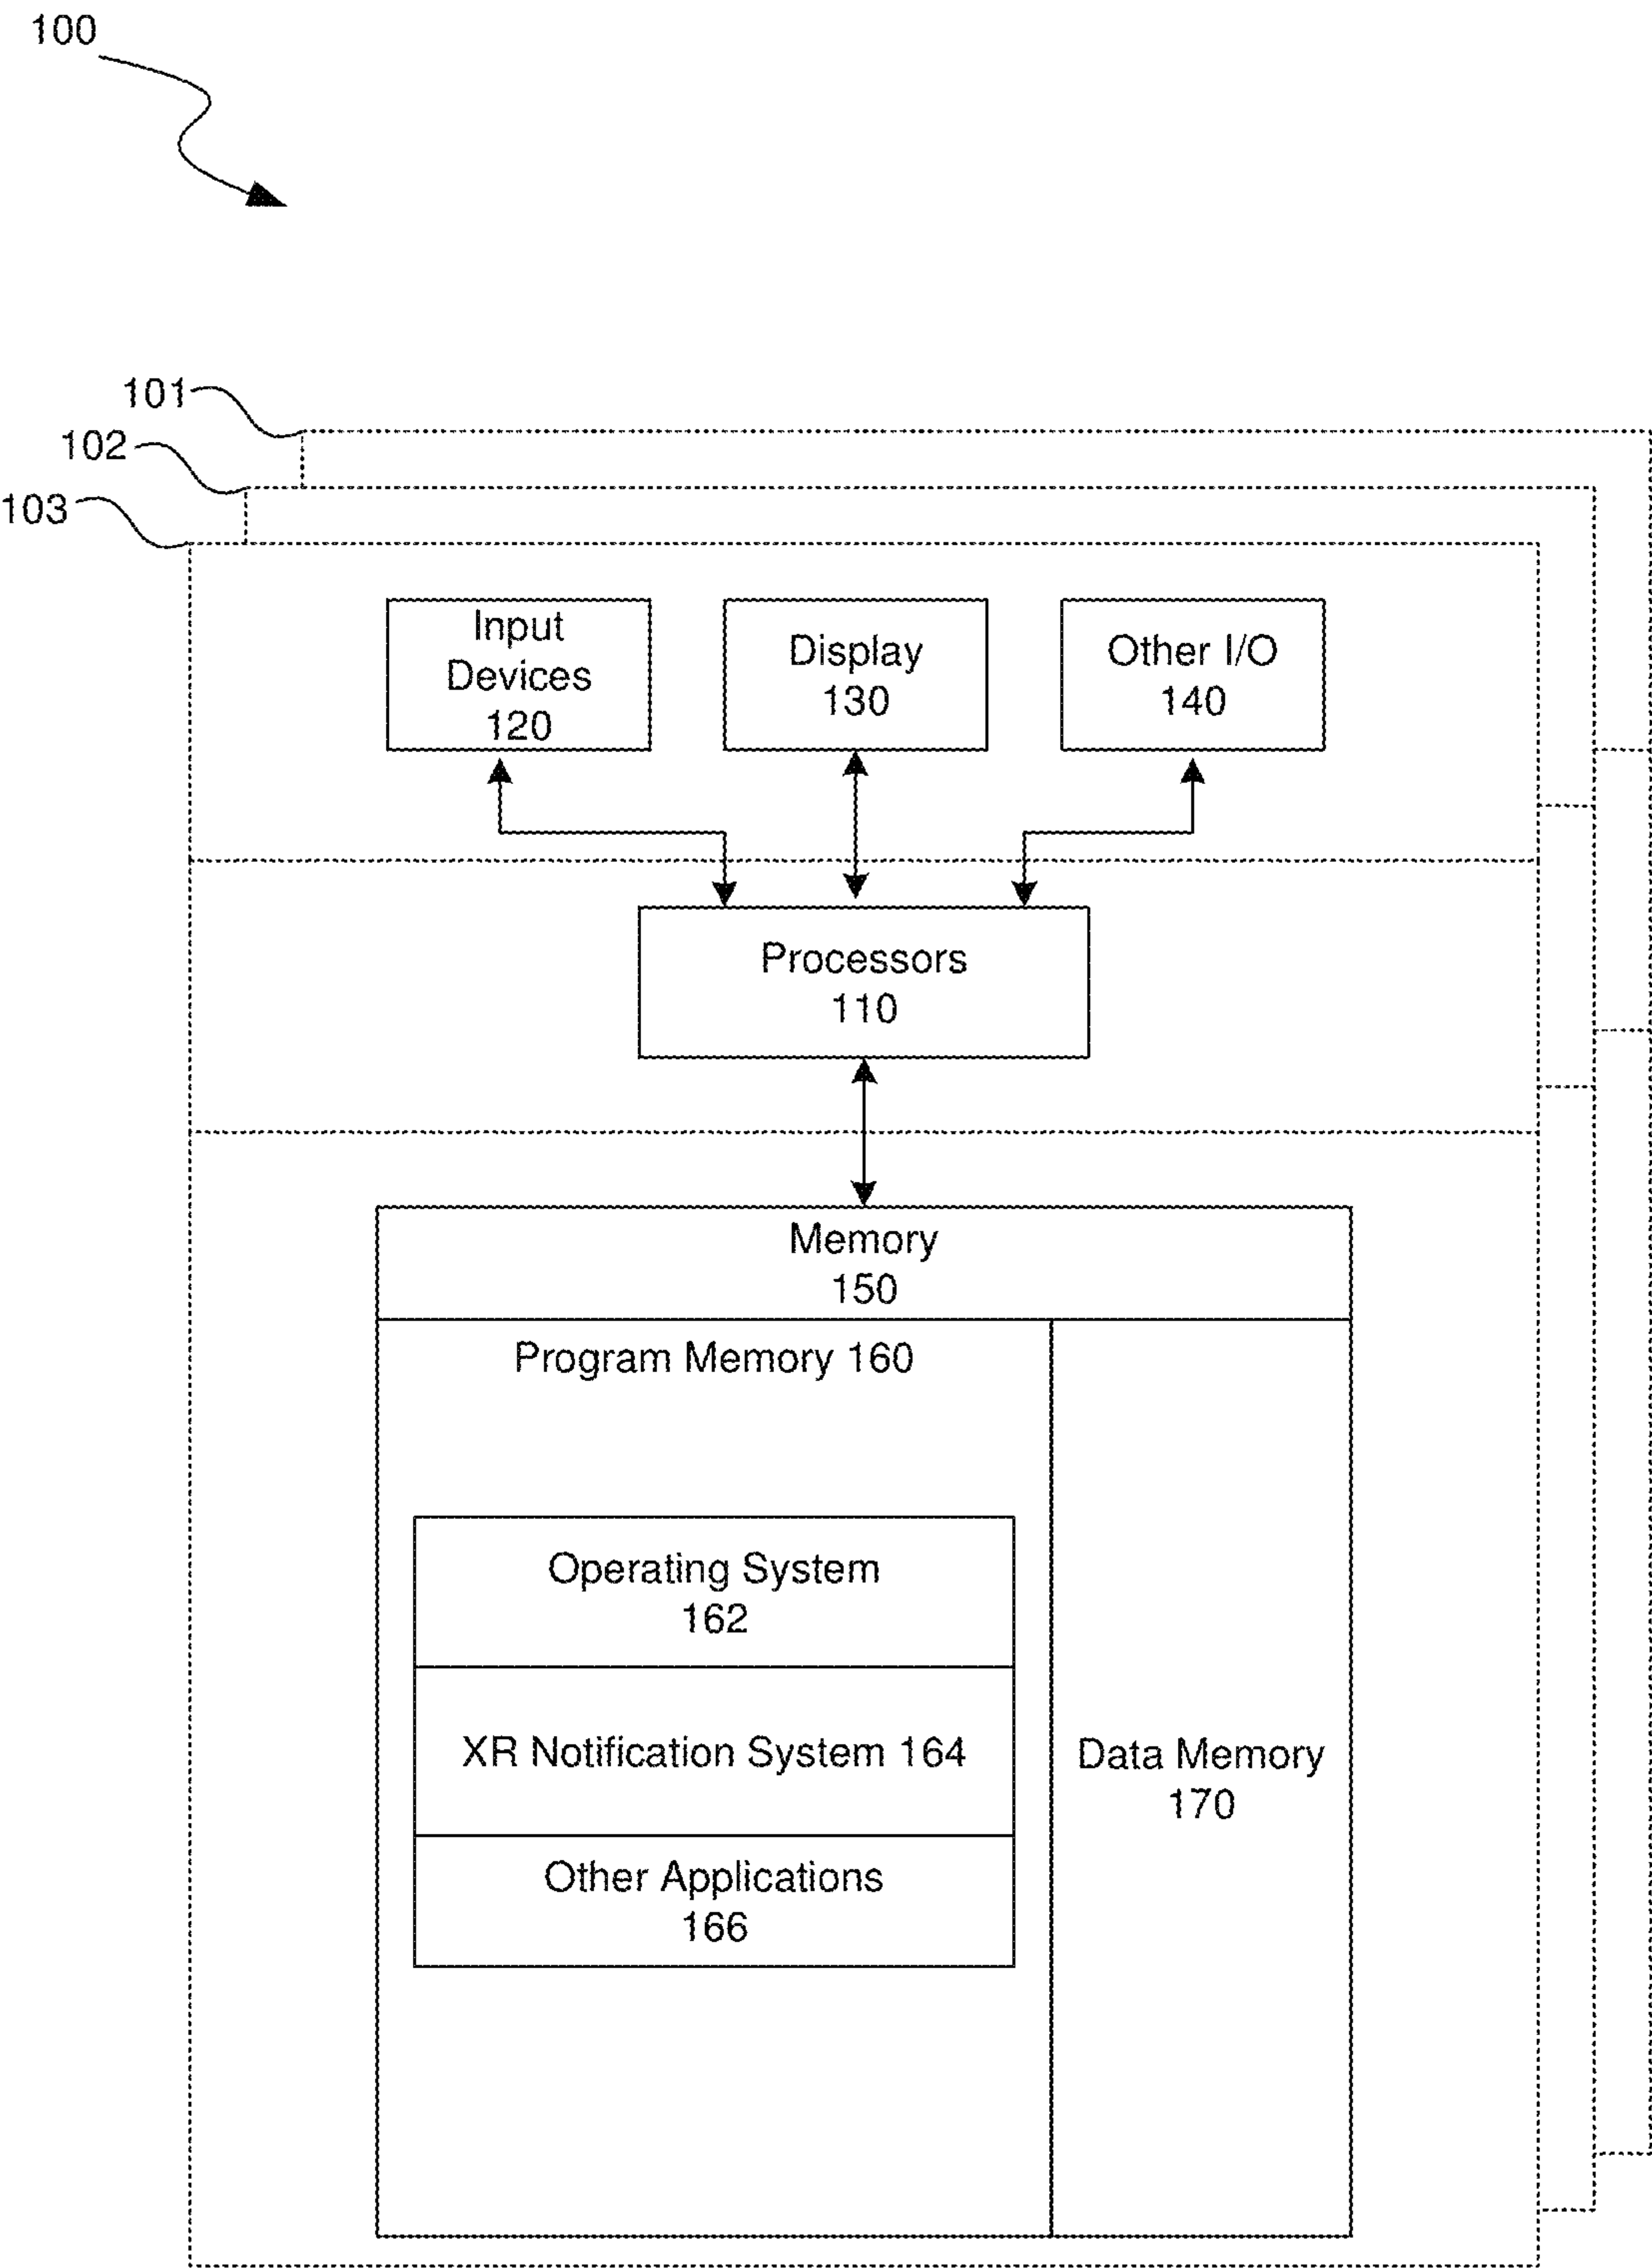 100
101
102
103
Input
Devices
120
Display
130
Other I/O
140
Processors
110
Memory
150
Program Memory 160
Operating System
162
XR Notification System 164
Other Applications
166
Data Memory
170